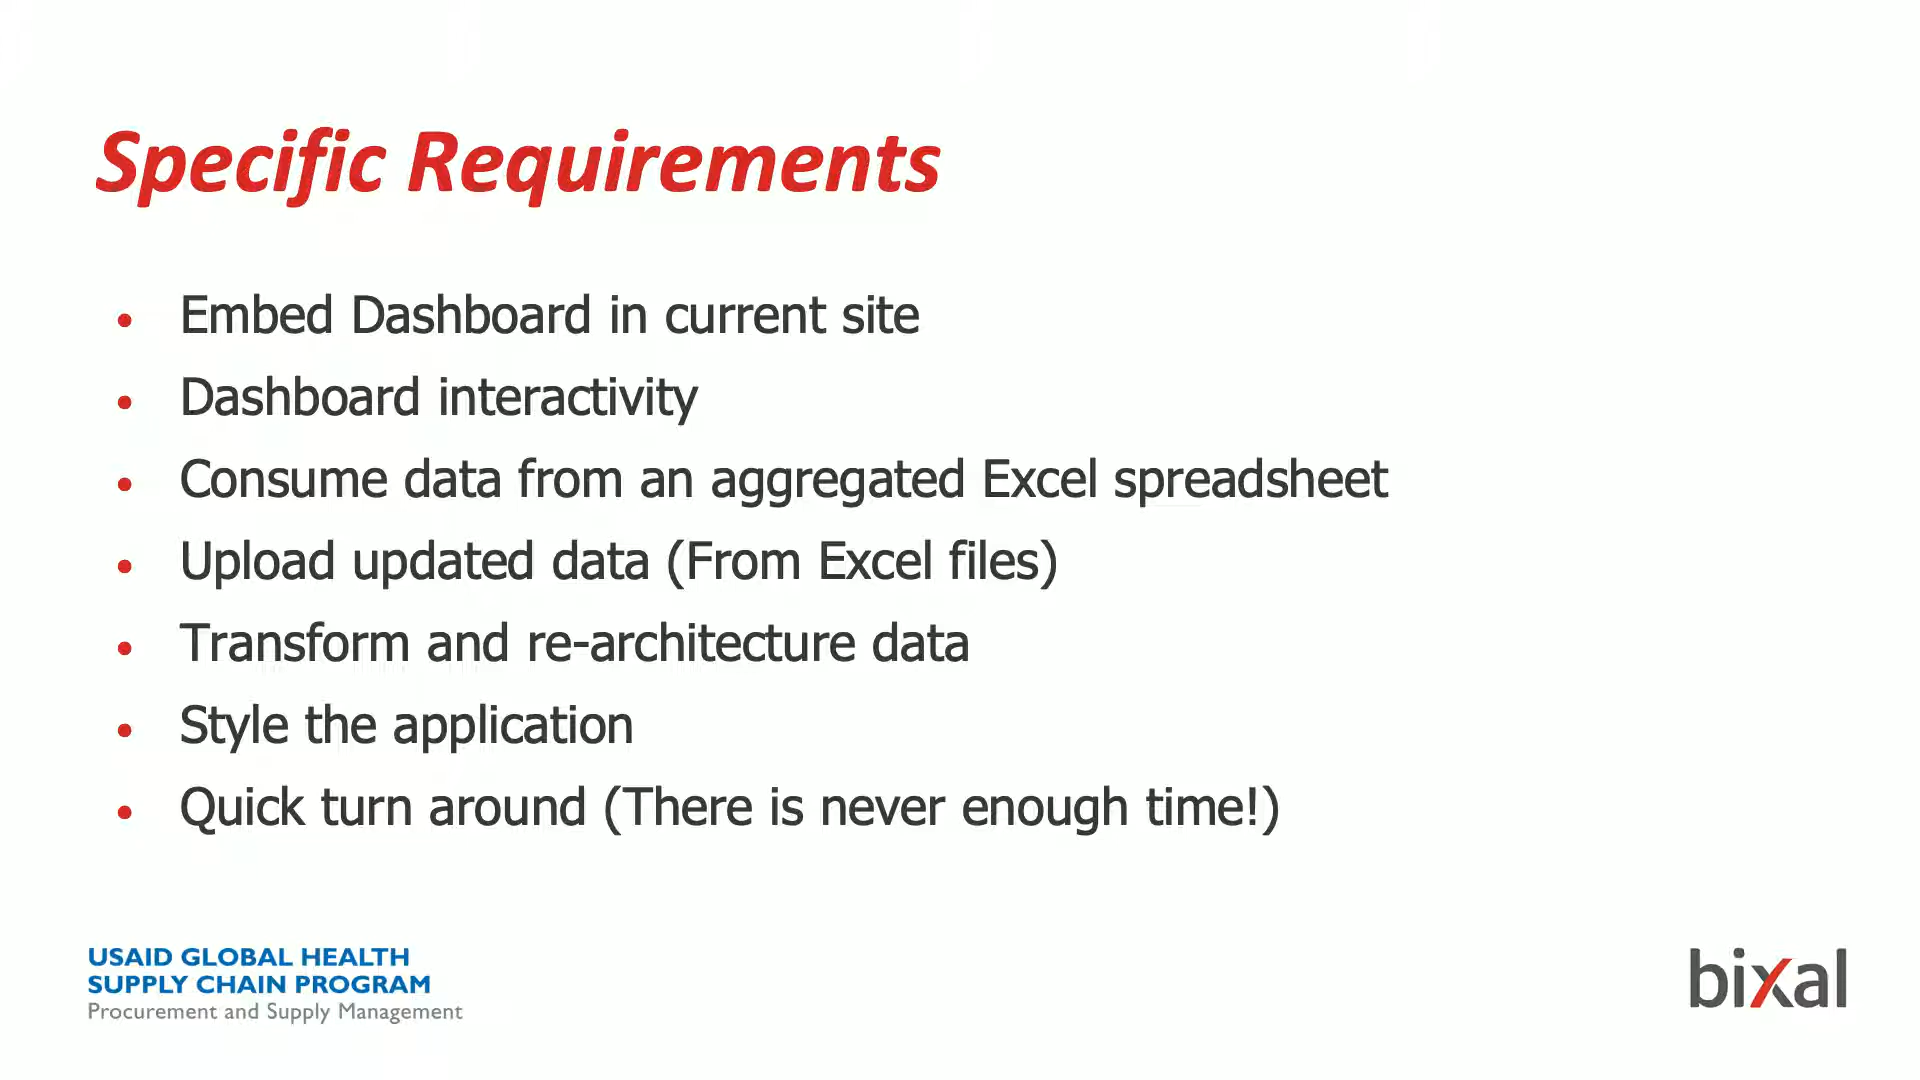 Specific Requirements
• Embed Dashboard in current site
• Dashboard interactivity
• Consume data from an aggregated Excel spreadsheet
• Upload updated data (From Excel files)
• Transform and re-architecture data
• Style the application
• Quick turn around (There is never enough time!)
USAID GLOBAL HEALTH
SUPPLY CHAIN PROGRAM
Procurement and Supply Management
bixal